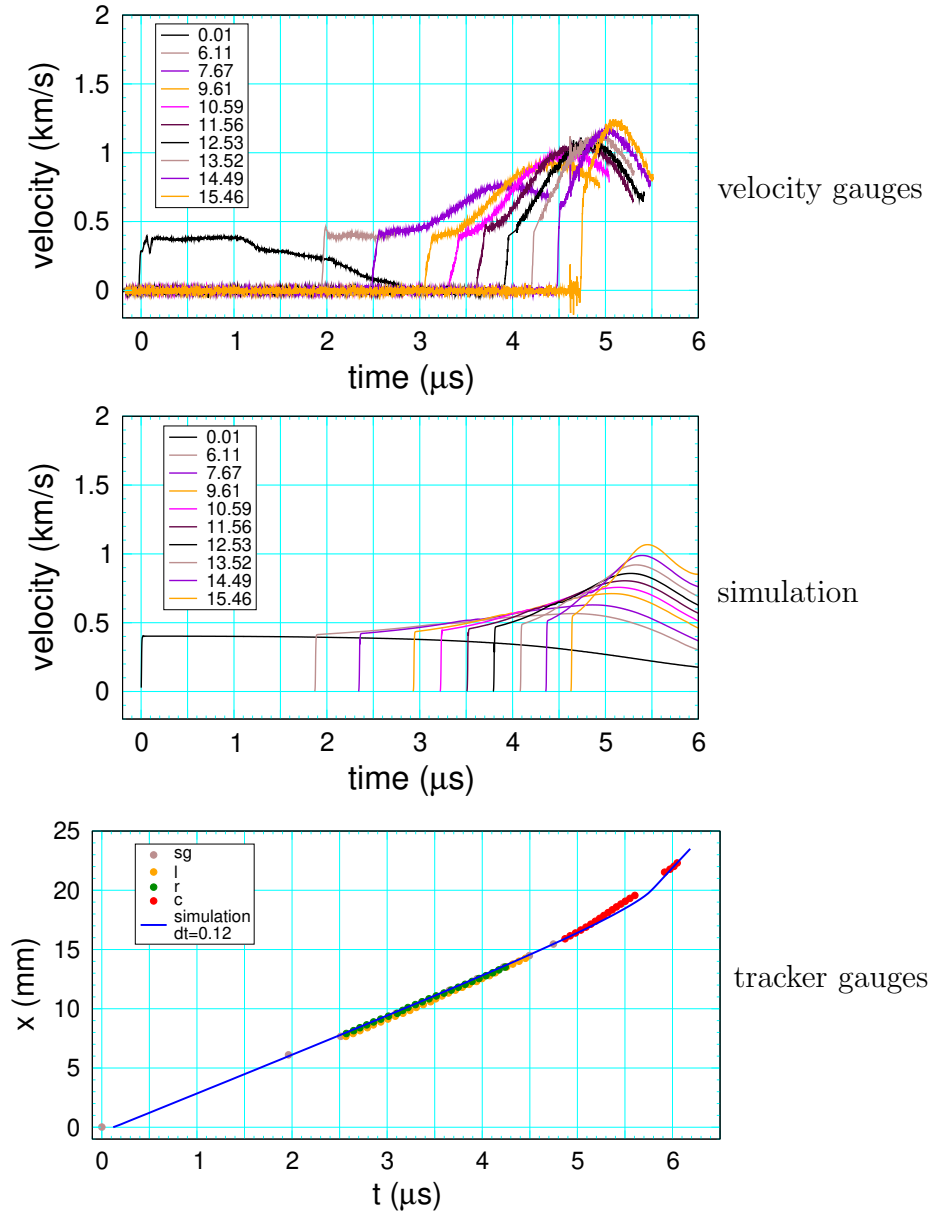 2
1.5
1
0.5
0
velocity (km/s)
0.01
6.11
7.67
9.61
10.59
11.56
12.53
13.52
14.49
15.46
0 1 2 3 4 5 6
time (μs)
velocity gauges
2
1.5
1
0.5
0
velocity (km/s)
0.01
6.11
7.67
9.61
10.59
11.56
12.53
13.52
14.49
15.46
0 1 2 3 4 5 6
time (μs)
simulation
25
20
15
10
5
0
x (mm)
sg
l
r
c
simulation
dt=0.12
0 1 2 3 4 5 6
t (μs)
tracker gauges